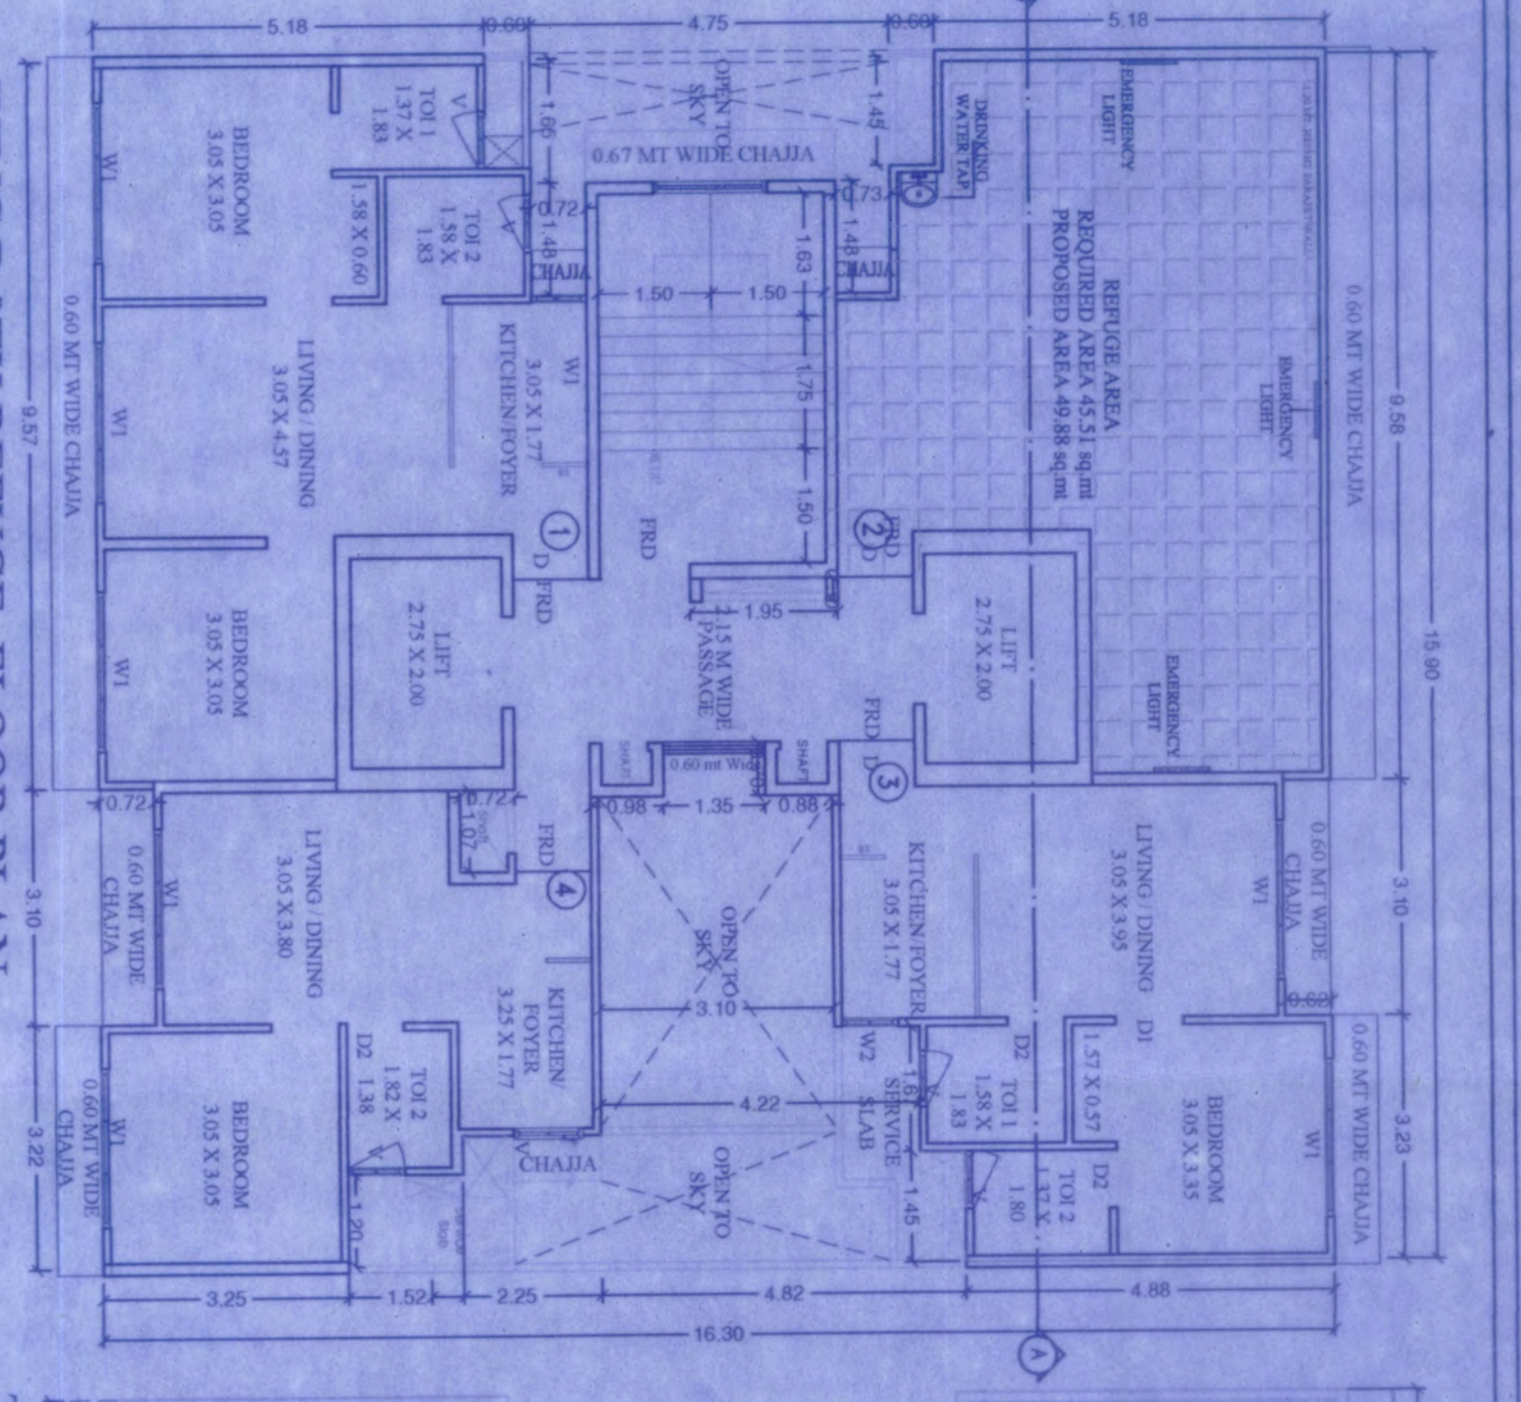 5.18
0.60
4.75
0.60
5.18
OPEN TO
SKY
1.66
1.45
0.67 MT WIDE CHAJJA
DRINKING
WATER TAP
EMERGENCY
LIGHT
BEDROOM
3.05 X 3.05
W1
TOI 1
1.37 X
1.83
V
TOI 2
1.58 X
1.83
V
1.58 X 0.60
0.72
1.48
CHAJJA
0.73
1.48
CHAJJA
1.63
1.50
1.50
1.75
1.50
REFUGE AREA
REQUIRED AREA 45.51 sq.mt
PROPOSED AREA 49.88 sq.mt
EMERGENCY
LIGHT
0.60 MT WIDE CHAJJA
9.58
15.90
0.60 MT WIDE CHAJJA
9.57
LIVING / DINING
3.05 X 4.57
W1
KITCHEN/FOYER
3.05 X 1.77
W1
1
D
FRD
FRD
2
FRD
D
LIFT
2.75 X 2.00
BEDROOM
3.05 X 3.05
W1
1.95
2.15 M WIDE
PASSAGE
LIFT
2.75 X 2.00
EMERGENCY
LIGHT
FRD
D
3
SHAFT
0.60 mt Wide
SHAFT
0.98
1.35
0.88
0.72
0.72
1.07
FRD
4
LIVING / DINING
3.05 X 3.80
W1
0.60 MT WIDE
CHAJJA
3.10
OPEN TO
SKY
3.10
KITCHEN/FOYER
3.05 X 1.77
LIVING / DINING
3.05 X 3.95
W1
0.60 MT WIDE
CHAJJA
3.10
0.62
KITCHEN/
FOYER
3.25 X 1.77
D2
TOI 2
1.82 X
1.38
BEDROOM
3.05 X 3.05
W1
0.60 MT WIDE
CHAJJA
3.22
V
CHAJJA
4.22
W2
SERVICE
SLAB
D2
TOI 1
1.58 X
1.83
1.57 X 0.57
D1
BEDROOM
3.05 X 3.35
W1
0.60 MT WIDE CHAJJA
3.23
OPEN TO
SKY
1.45
D2
TOI 2
1.37 X
1.80
1.20
3.25
1.52
2.25
4.82
4.88
16.30
A